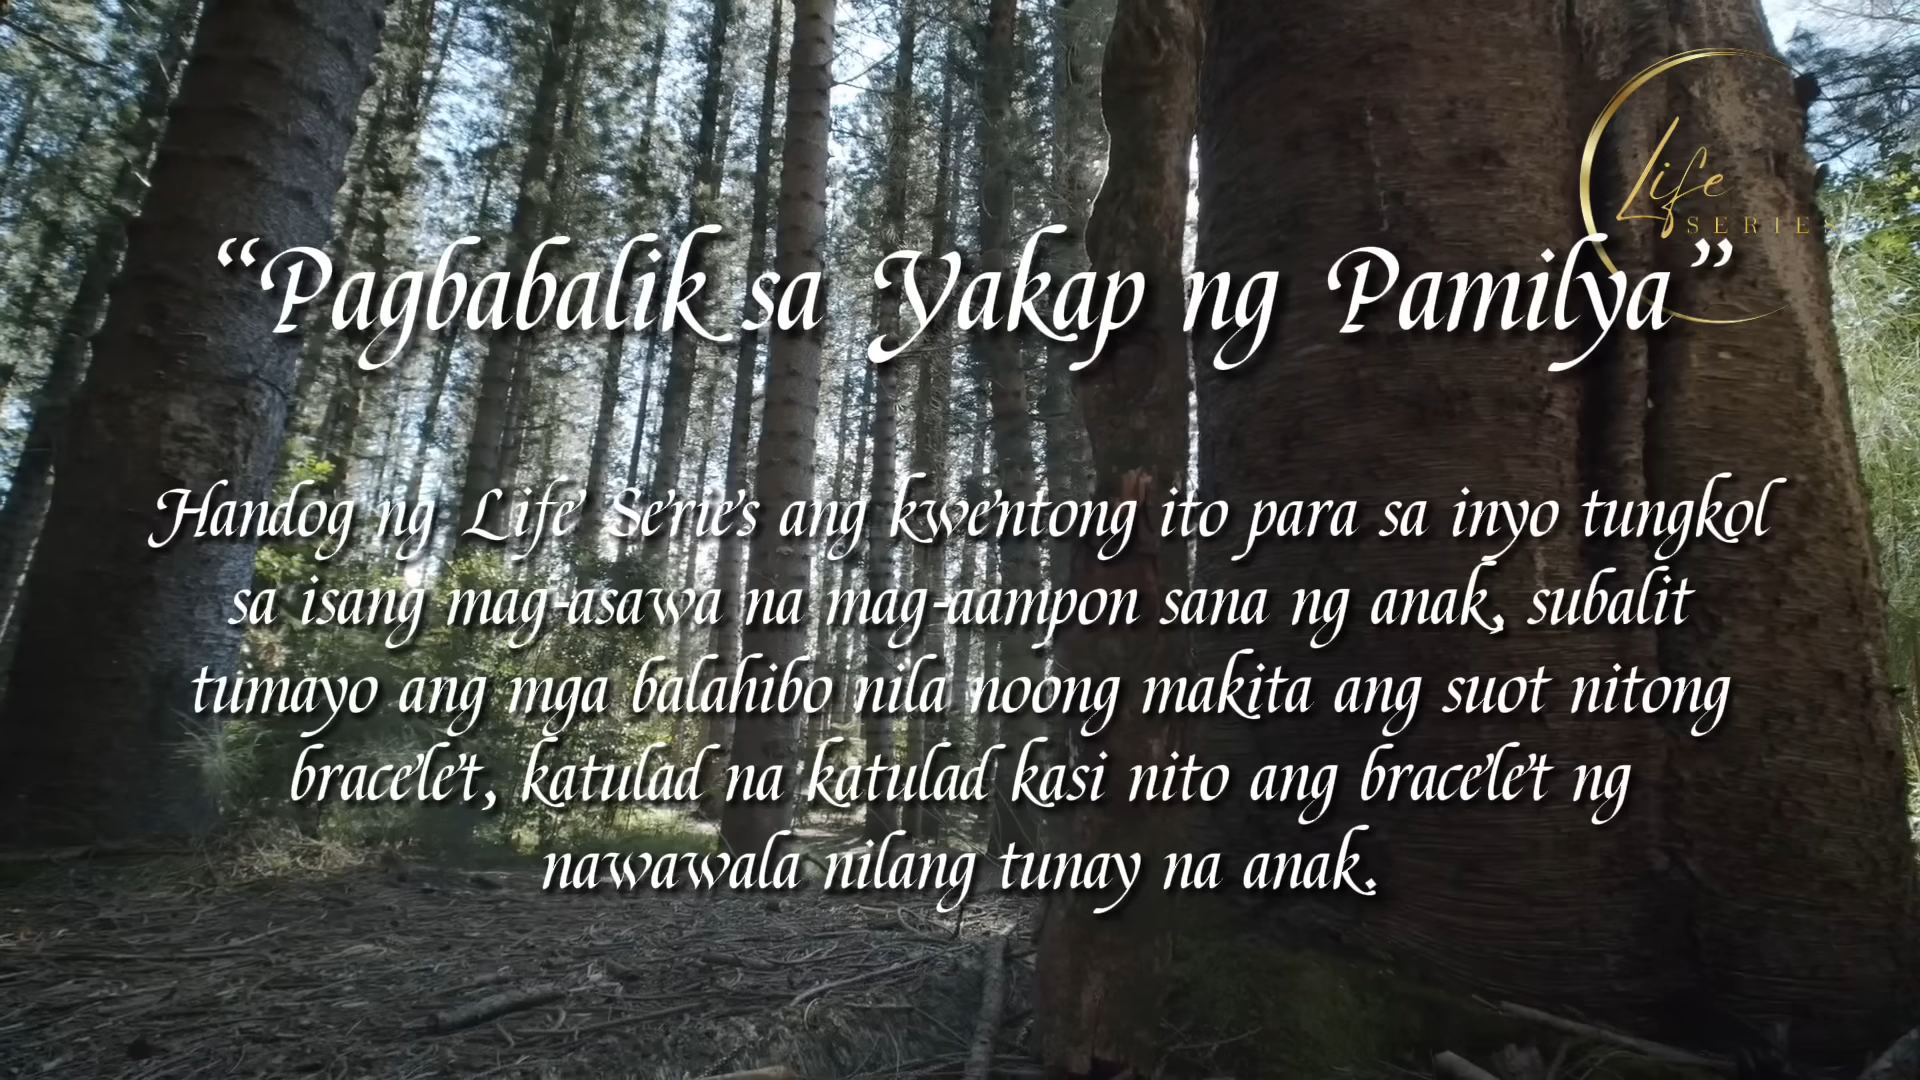 Life
SERIES
“Pagbabalik sa Yakap ng Pamilya”
Handog ng Life Series ang kwentong ito para sa inyo tungkol
sa isang mag-asawa na mag-aampon sana ng anak, subalit
tumayo ang mga balahibo nila noong makita ang suot nitong
bracelet, katulad na katulad kasi nito ang bracelet ng
nawawala nilang tunay na anak.